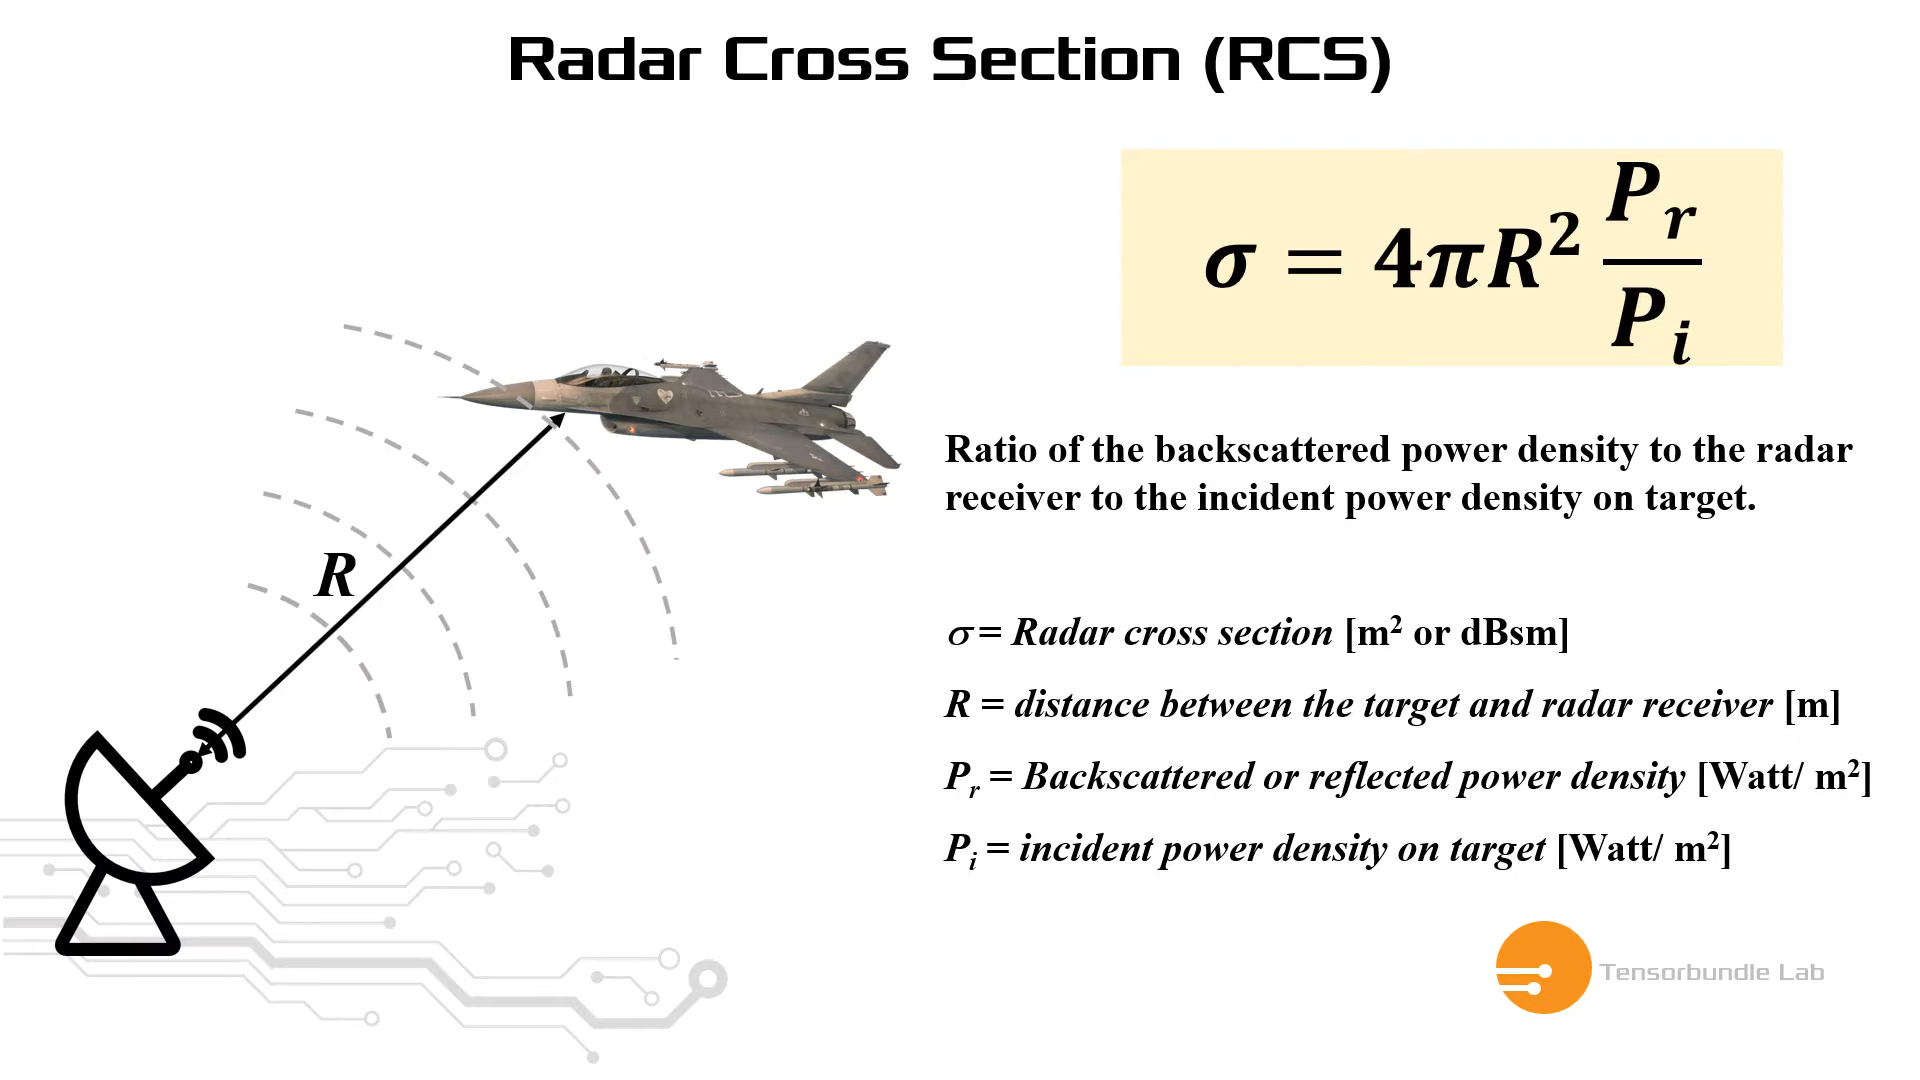 Radar Cross Section (RCS)
σ = 4πR² Pᵣ/Pᵢ
Ratio of the backscattered power density to the radar
receiver to the incident power density on target.
R
σ = Radar cross section [m² or dBsm]
R = distance between the target and radar receiver [m]
Pᵣ = Backscattered or reflected power density [Watt/ m²]
Pᵢ = incident power density on target [Watt/ m²]
Tensorbundle Lab